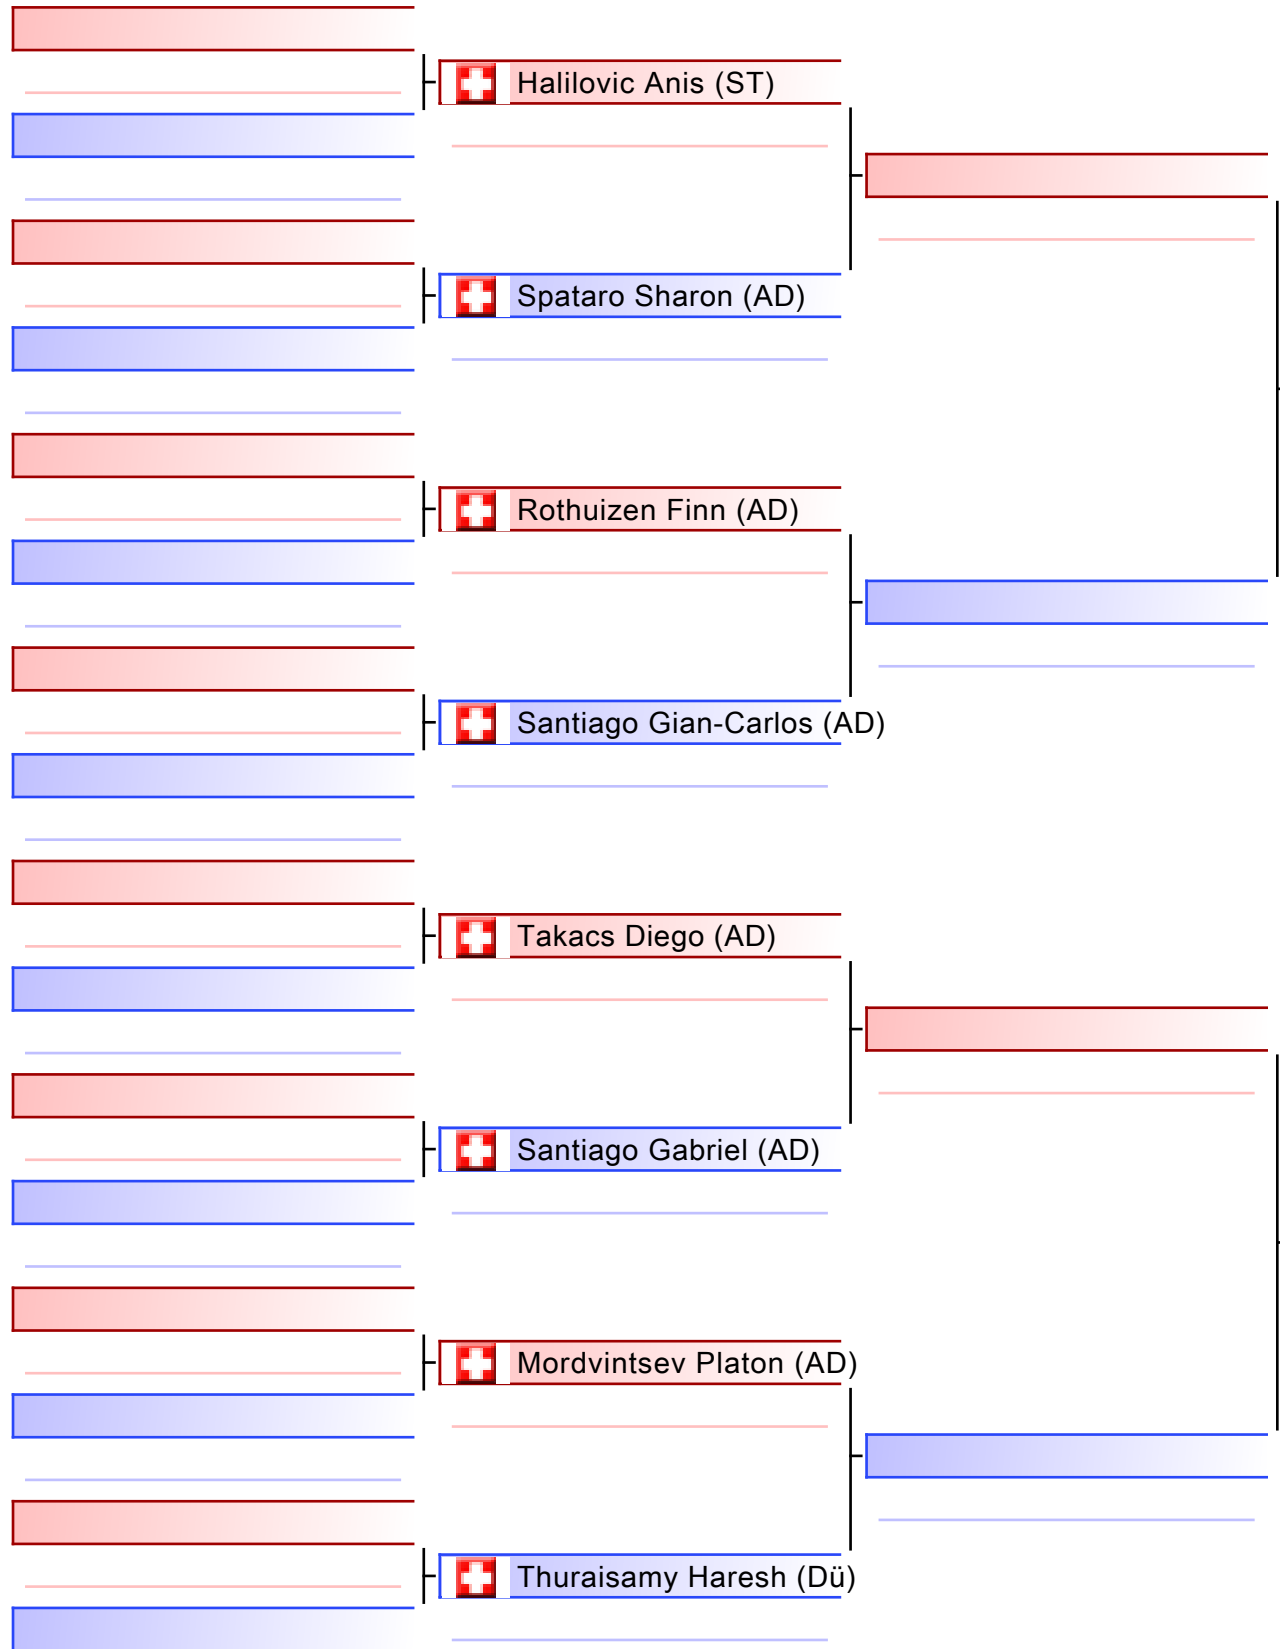 Halilovic Anis (ST)
Spataro Sharon (AD)
Rothuizen Finn (AD)
Santiago Gian-Carlos (AD)
Takacs Diego (AD)
Santiago Gabriel (AD)
Mordvintsev Platon (AD)
Thuraisamy Haresh (Dü)